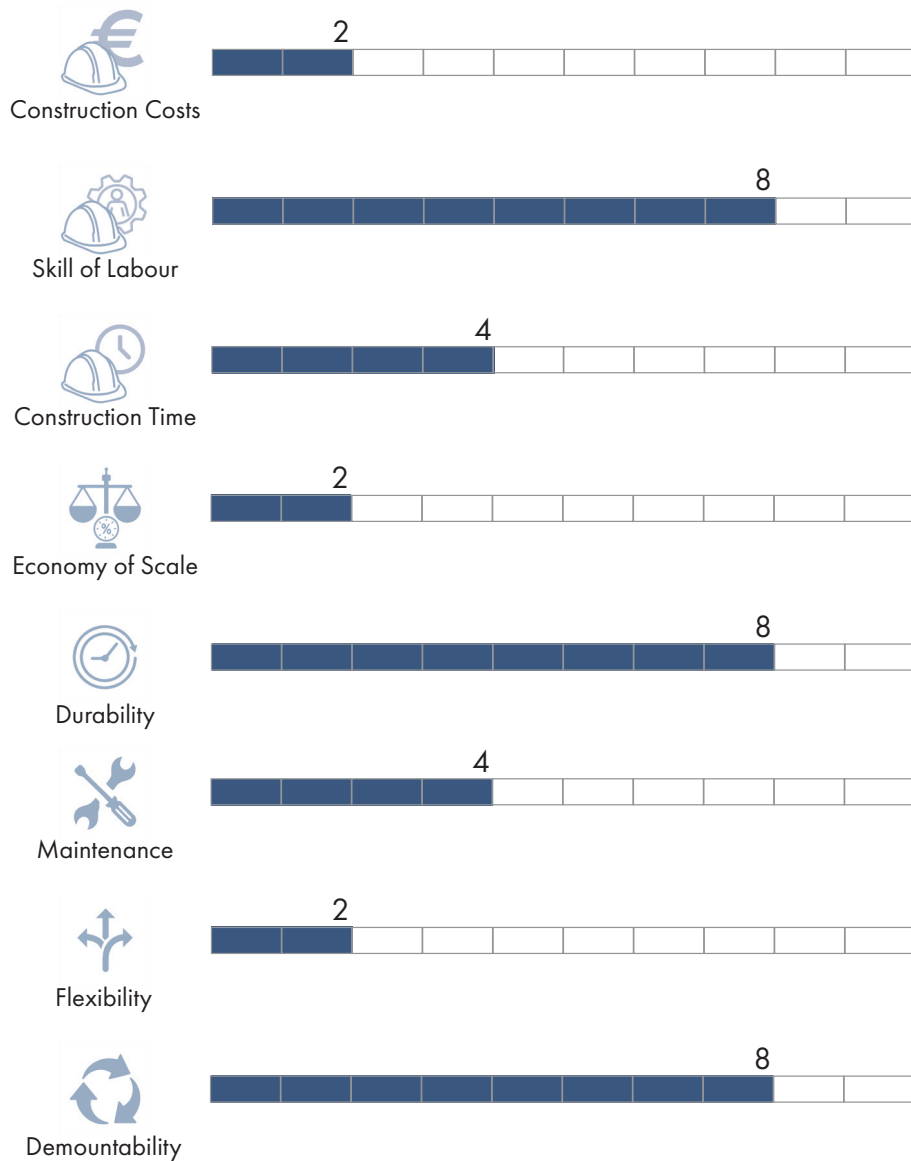 2
Construction Costs
8
Skill of Labour
4
Construction Time
2
%
Economy of Scale
8
Durability
4
Maintenance
2
Flexibility
8
Demountability